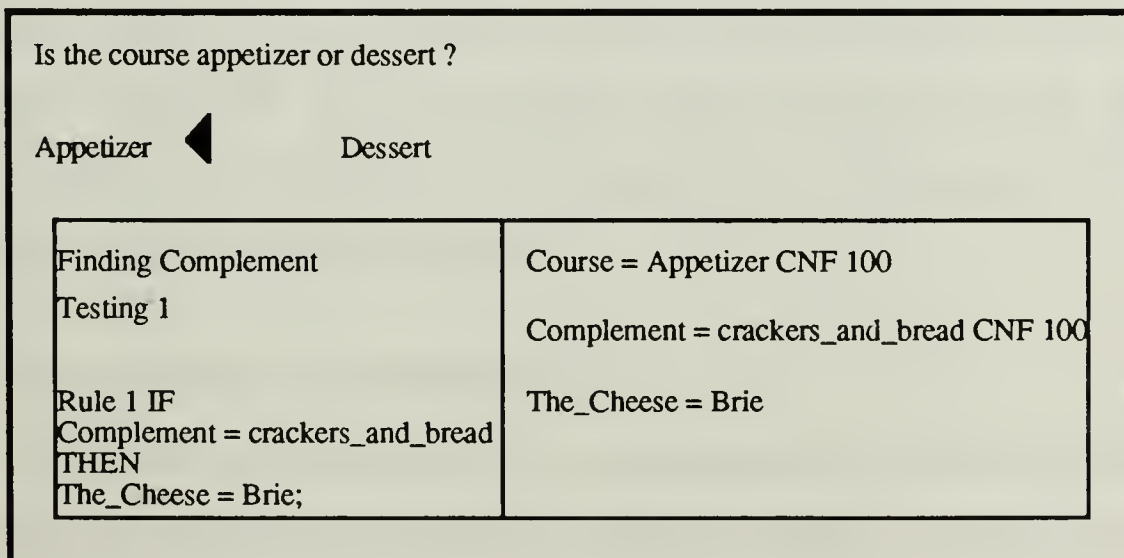 Is the course appetizer or dessert ?
Appetizer Dessert
Finding Complement
Testing 1
Rule 1 IF
Complement = crackers_and_bread
THEN
The_Cheese = Brie;
Course = Appetizer CNF 100
Complement = crackers_and_bread CNF 100
The_Cheese = Brie